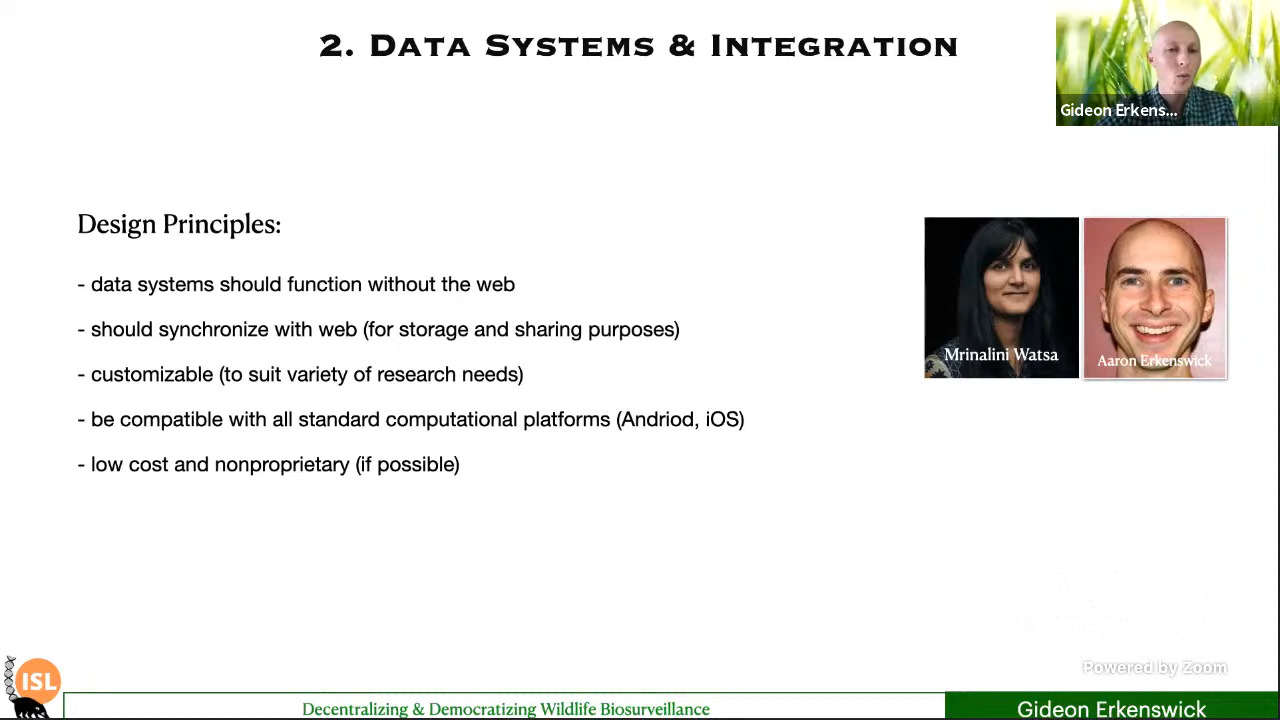 2. DATA SYSTEMS & INTEGRATION
Gideon Erkens...
Design Principles:
- data systems should function without the web
- should synchronize with web (for storage and sharing purposes)
- customizable (to suit variety of research needs)
- be compatible with all standard computational platforms (Andriod, iOS)
- low cost and nonproprietary (if possible)
Mrinalini Watsa
Aaron Erkenswick
Powered by Zoom
ISL
Decentralizing & Democratizing Wildlife Biosurveillance
Gideon Erkenswick